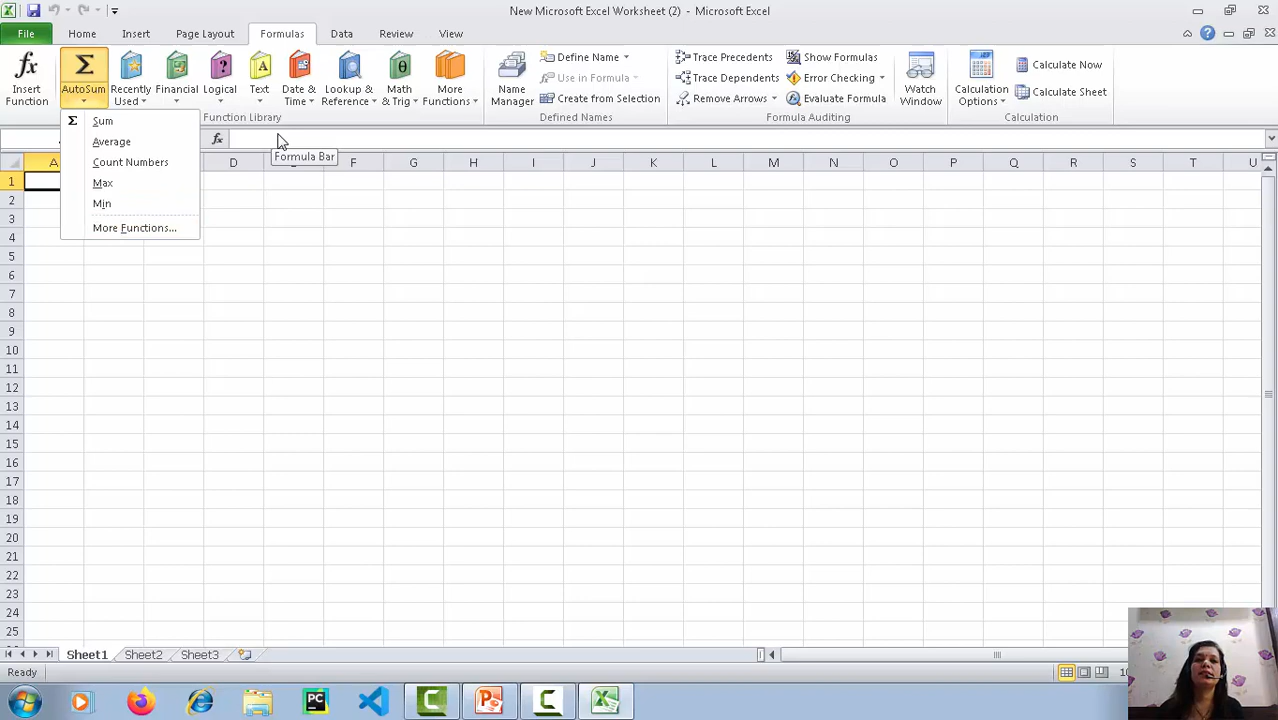 New Microsoft Excel Worksheet (2) - Microsoft Excel
File Home Insert Page Layout Formulas Data Review View
fx Insert Function
Σ AutoSum
Recently Used
Financial
Logical
Text
Date & Time
Lookup & Reference
Math & Trig
More Functions
Function Library
Name Manager
Define Name
Use in Formula
Create from Selection
Defined Names
Trace Precedents
Trace Dependents
Remove Arrows
Show Formulas
Error Checking
Evaluate Formula
Formula Auditing
Watch Window
Calculation Options
Calculate Now
Calculate Sheet
Calculation
Σ Sum
Average
Count Numbers
Max
Min
More Functions...
fx
Formula Bar
A D F G H I J K L M N O P Q R S T U
1
2
3
4
5
6
7
8
9
10
11
12
13
14
15
16
17
18
19
20
21
22
23
24
25
Sheet1 Sheet2 Sheet3
Ready
PC